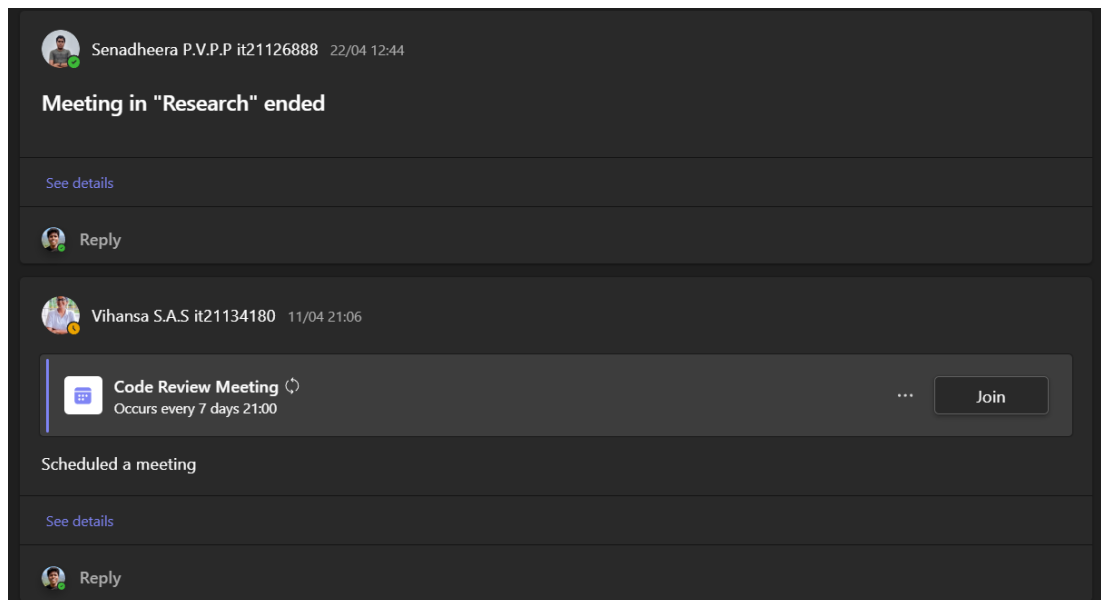 Senadheera P.V.P.P it21126888 22/04 12:44
Meeting in "Research" ended
See details
Reply
Vihansa S.A.S it21134180 11/04 21:06
Code Review Meeting
Occurs every 7 days 21:00
... Join
Scheduled a meeting
See details
Reply